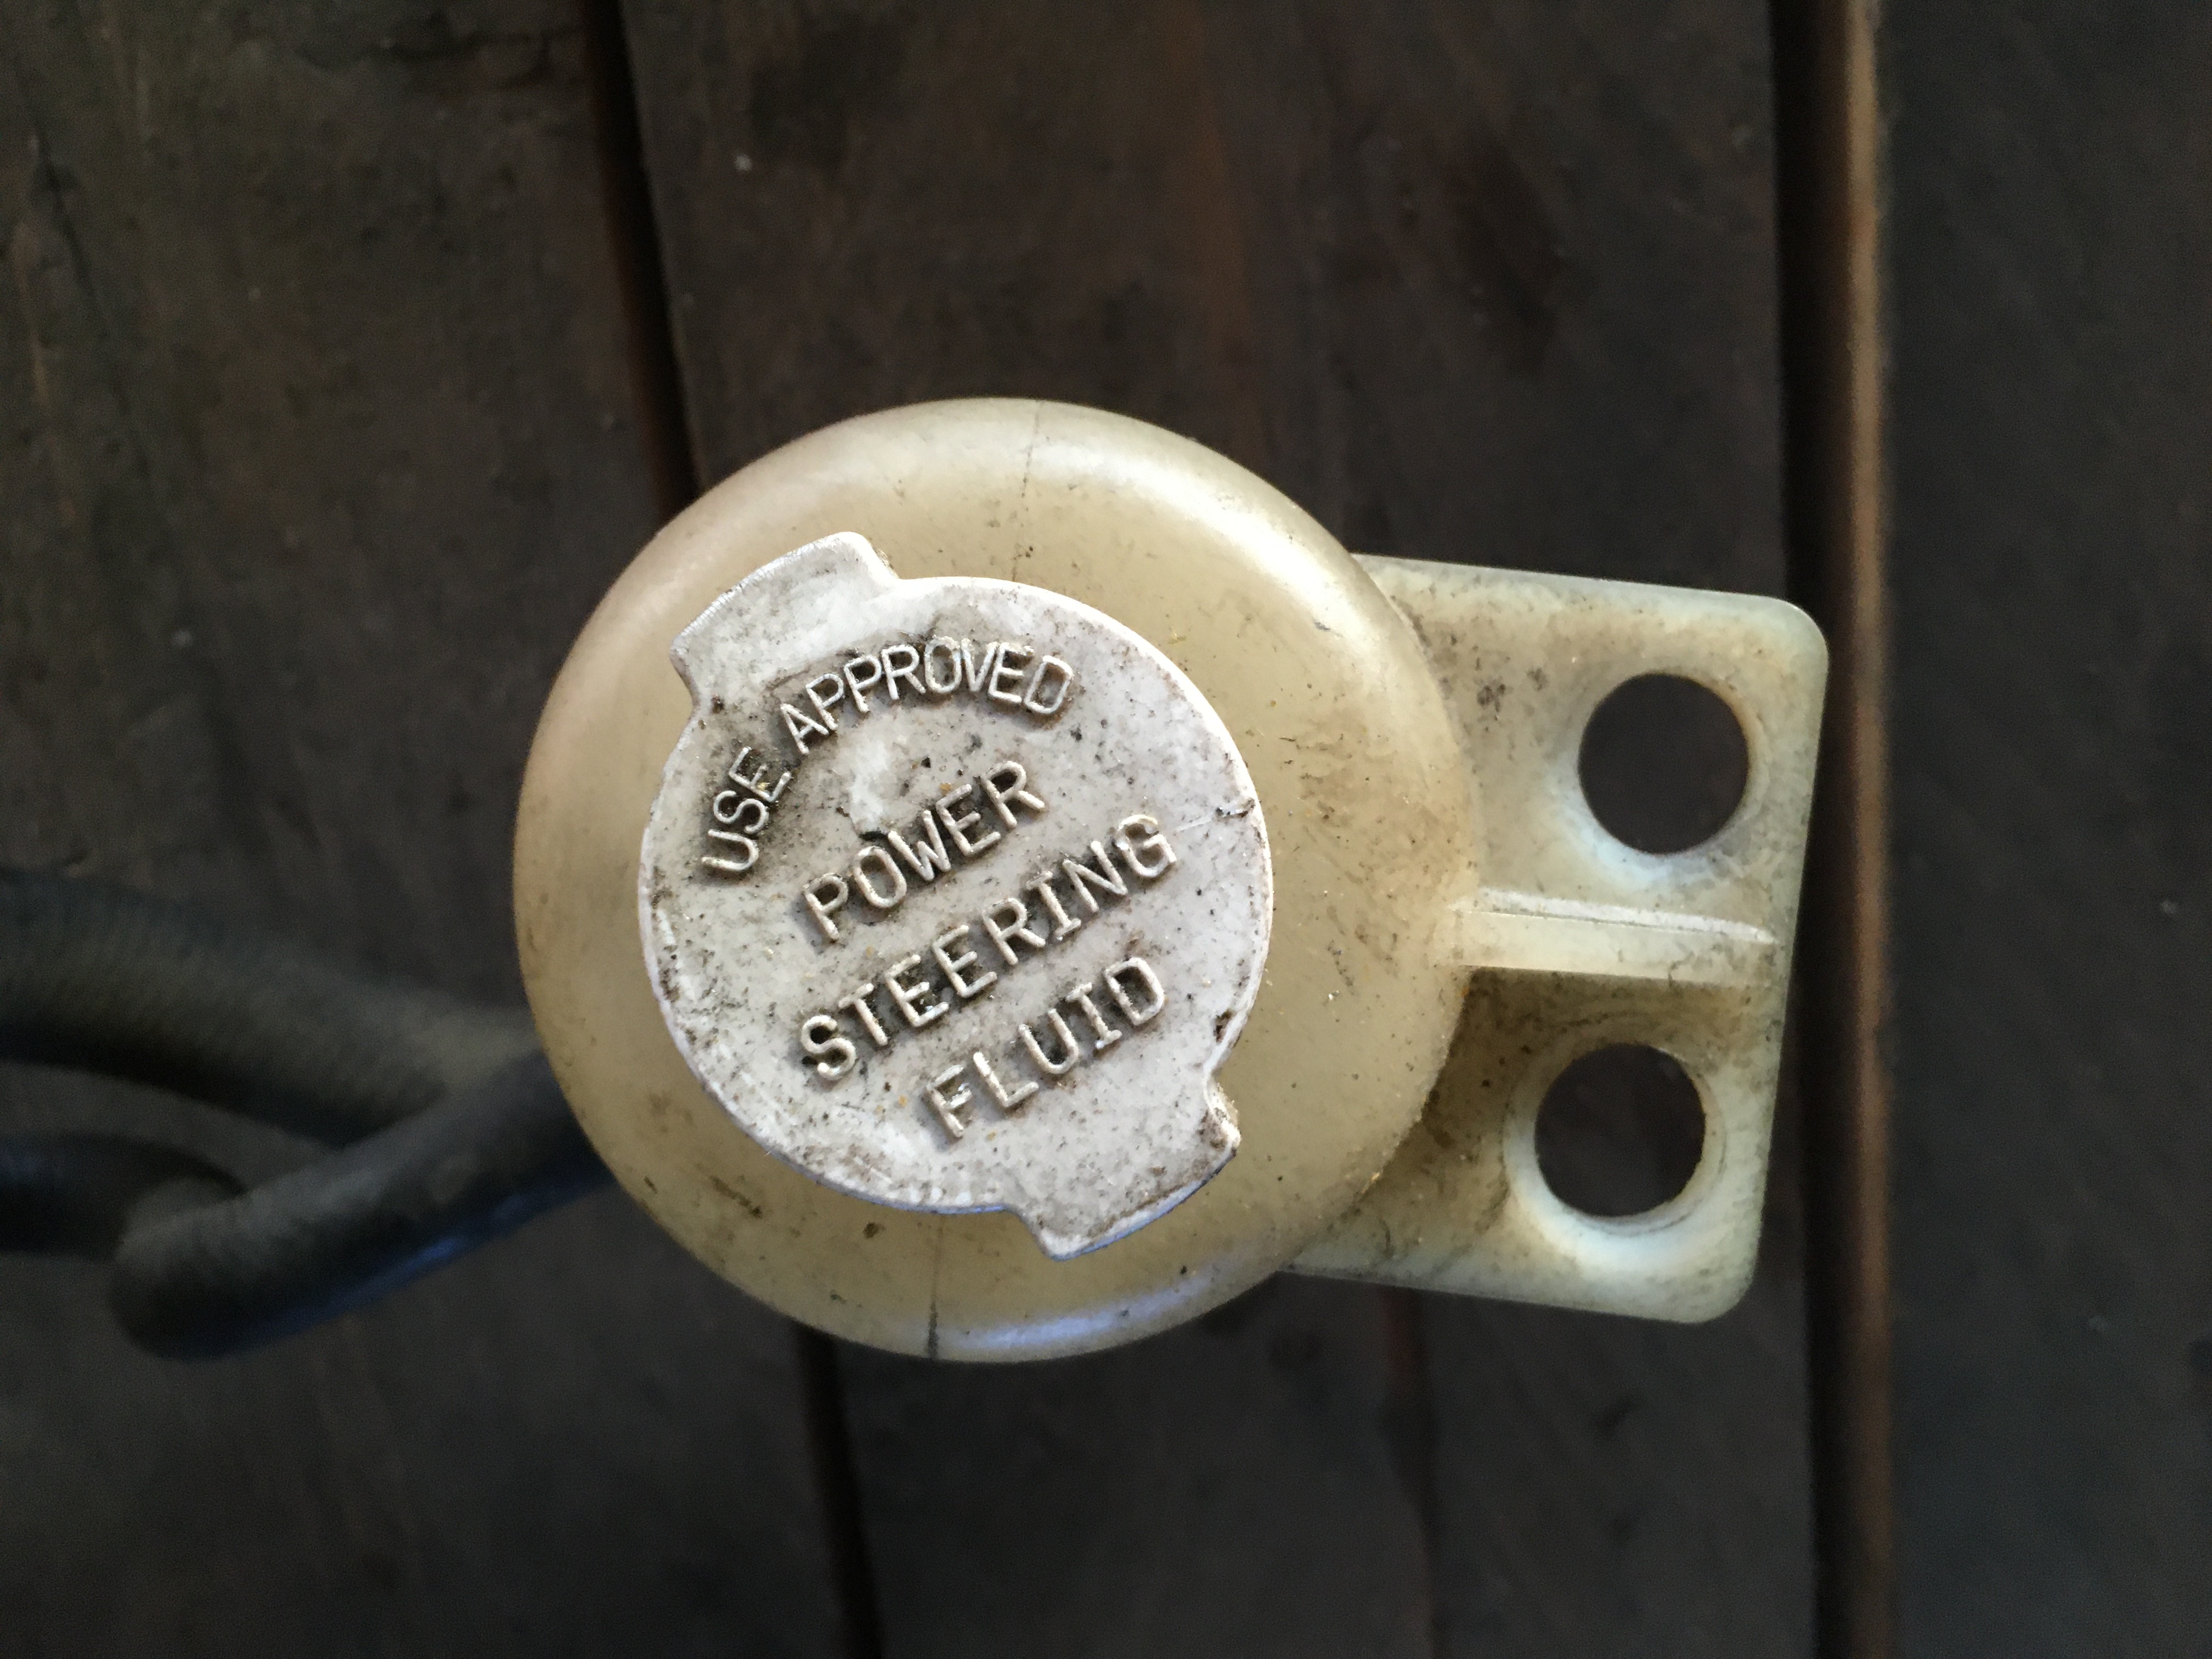 USE APPROVED
POWER
STEERING
FLUID